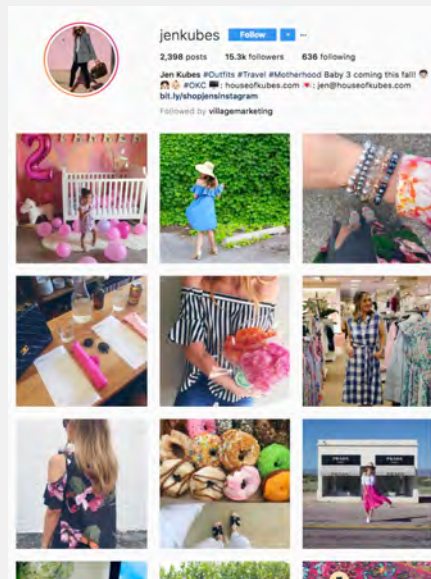 jenkubes Follow
2,398 posts 15.3k followers 636 following
Jen Kubes #Outfits #Travel #Motherhood Baby 3 coming this fall!
#OKC : houseofkubes.com : jen@houseofkubes.com
bit.ly/shopjensinstagram
Followed by villagemarketing
PRADA PRADA